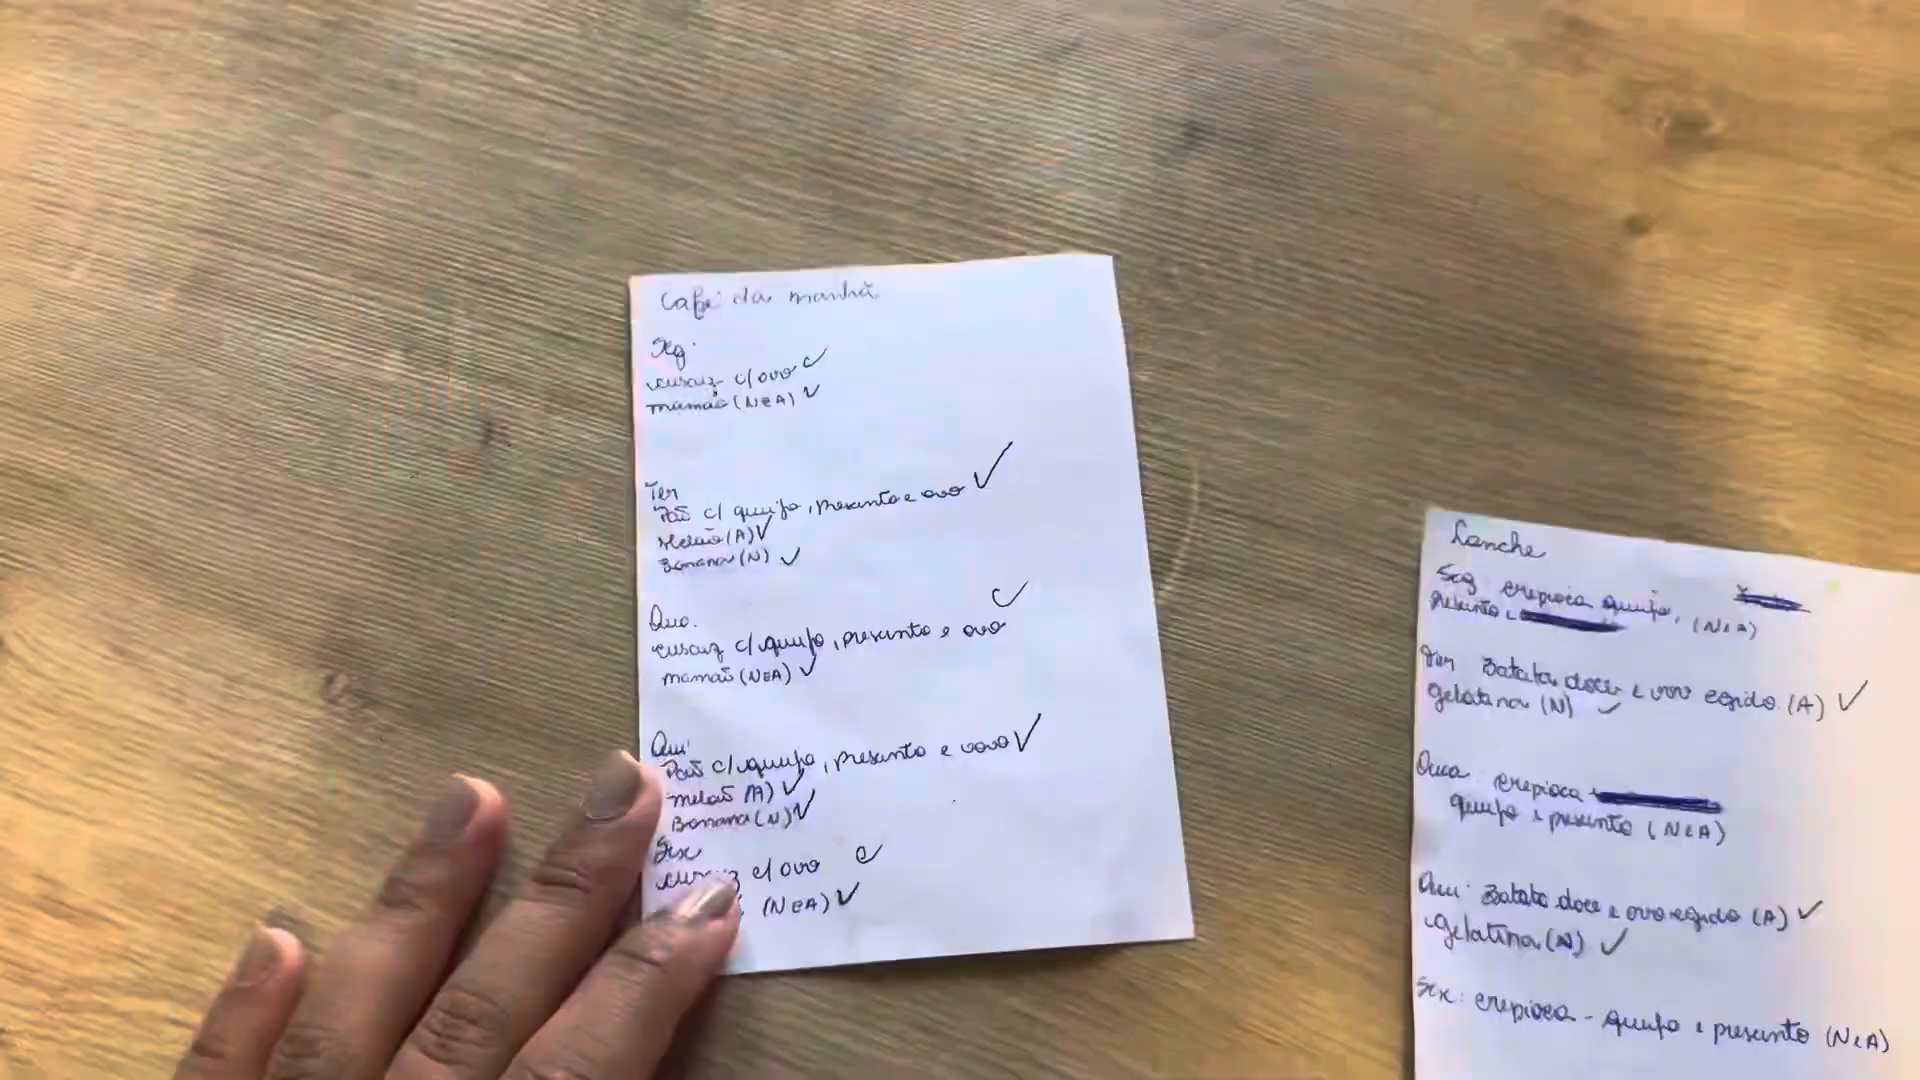 Café da manhã
Seg.
cuscuz c/ ovo
mamão (N e A)
Ter
Pão c/ queijo, presunto e ovo
Melão (A)
Banana (N)
Qua.
cuscuz c/ queijo, presunto e ovo
mamão (N e A)
Qui
Pão c/ queijo, presunto e ovo
melão (A)
Banana (N)
Sex
cuscuz c/ ovo
(N e A)
Lanche
Seg crepioca queijo,
presunto e (N e A)
Ter Batata doce e ovo cozido (A)
gelatina (N)
Qua crepioca
queijo e presunto (N e A)
Qui: Batata doce e ovo cozido (A)
gelatina (N)
Sex: crepioca - queijo e presunto (N e A)